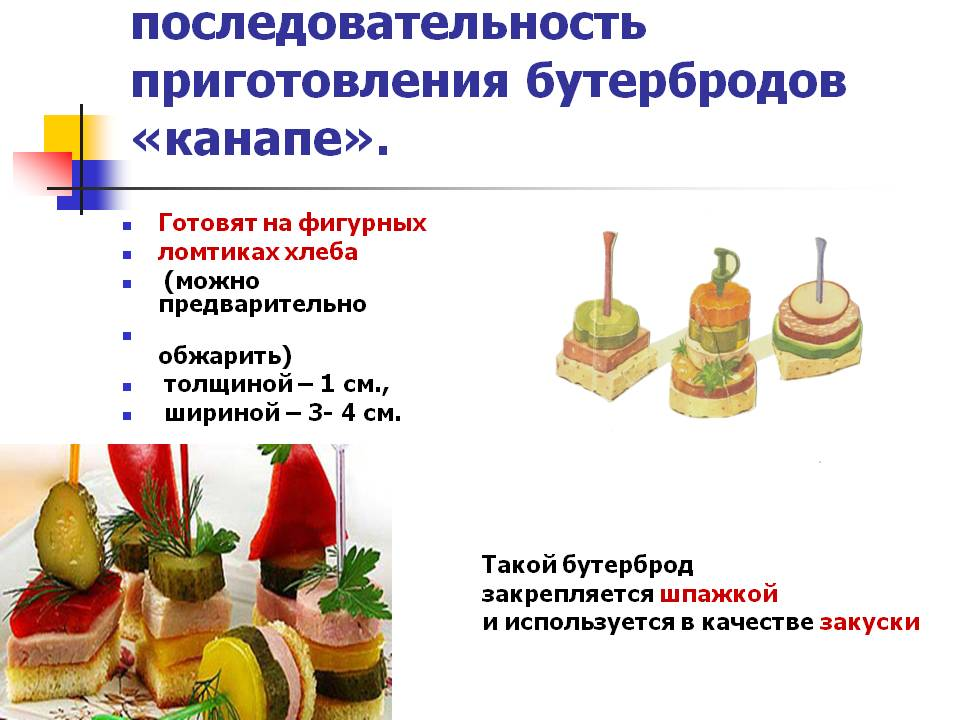 последовательность
приготовления бутербродов
«канапе».
Готовят на фигурных
ломтиках хлеба
(можно
предварительно
обжарить)
толщиной – 1 см.,
шириной – 3- 4 см.
Такой бутерброд
закрепляется шпажкой
и используется в качестве закуски